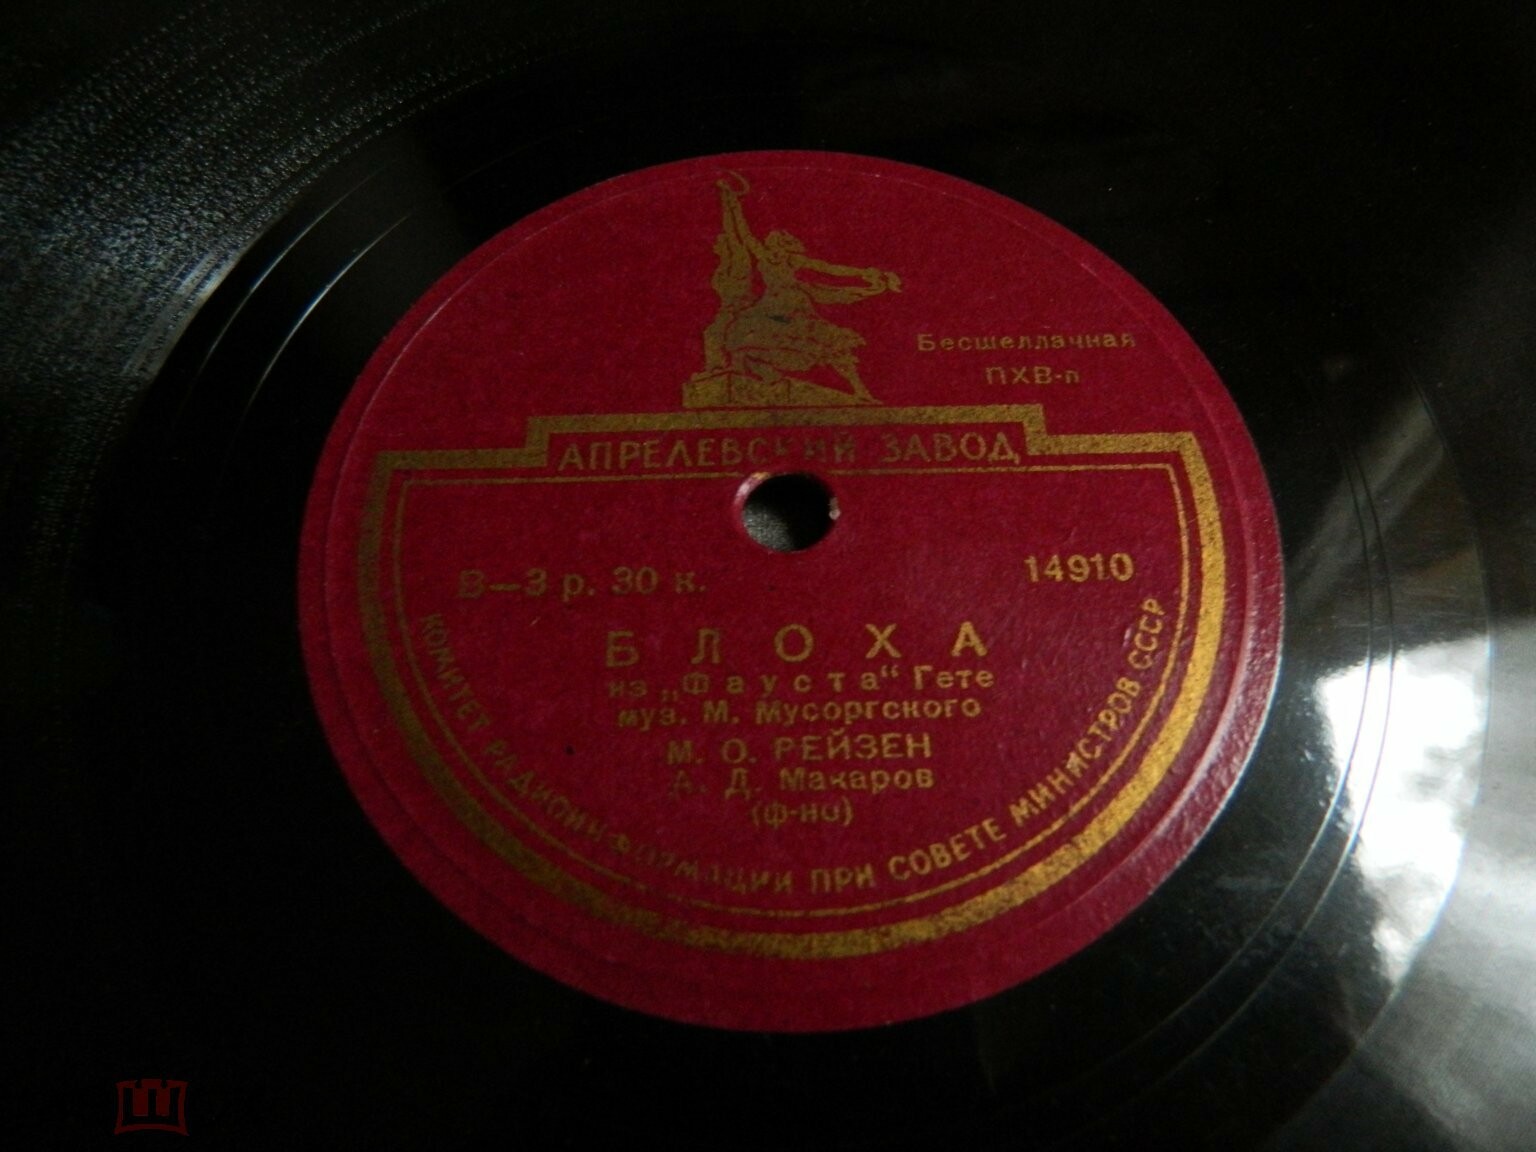 Бесшеллачная
ПХВ-п
АПРЕЛЕВСКИЙ ЗАВОД
В—3 р. 30 к.
14910
БЛОХА
из „Фауста“ Гете
муз. М. Мусоргского
М. О. РЕЙЗЕН
А. Д. Макаров
(ф-но)
КОМИТЕТ РАДИОИНФОРМАЦИИ ПРИ СОВЕТЕ МИНИСТРОВ СССР